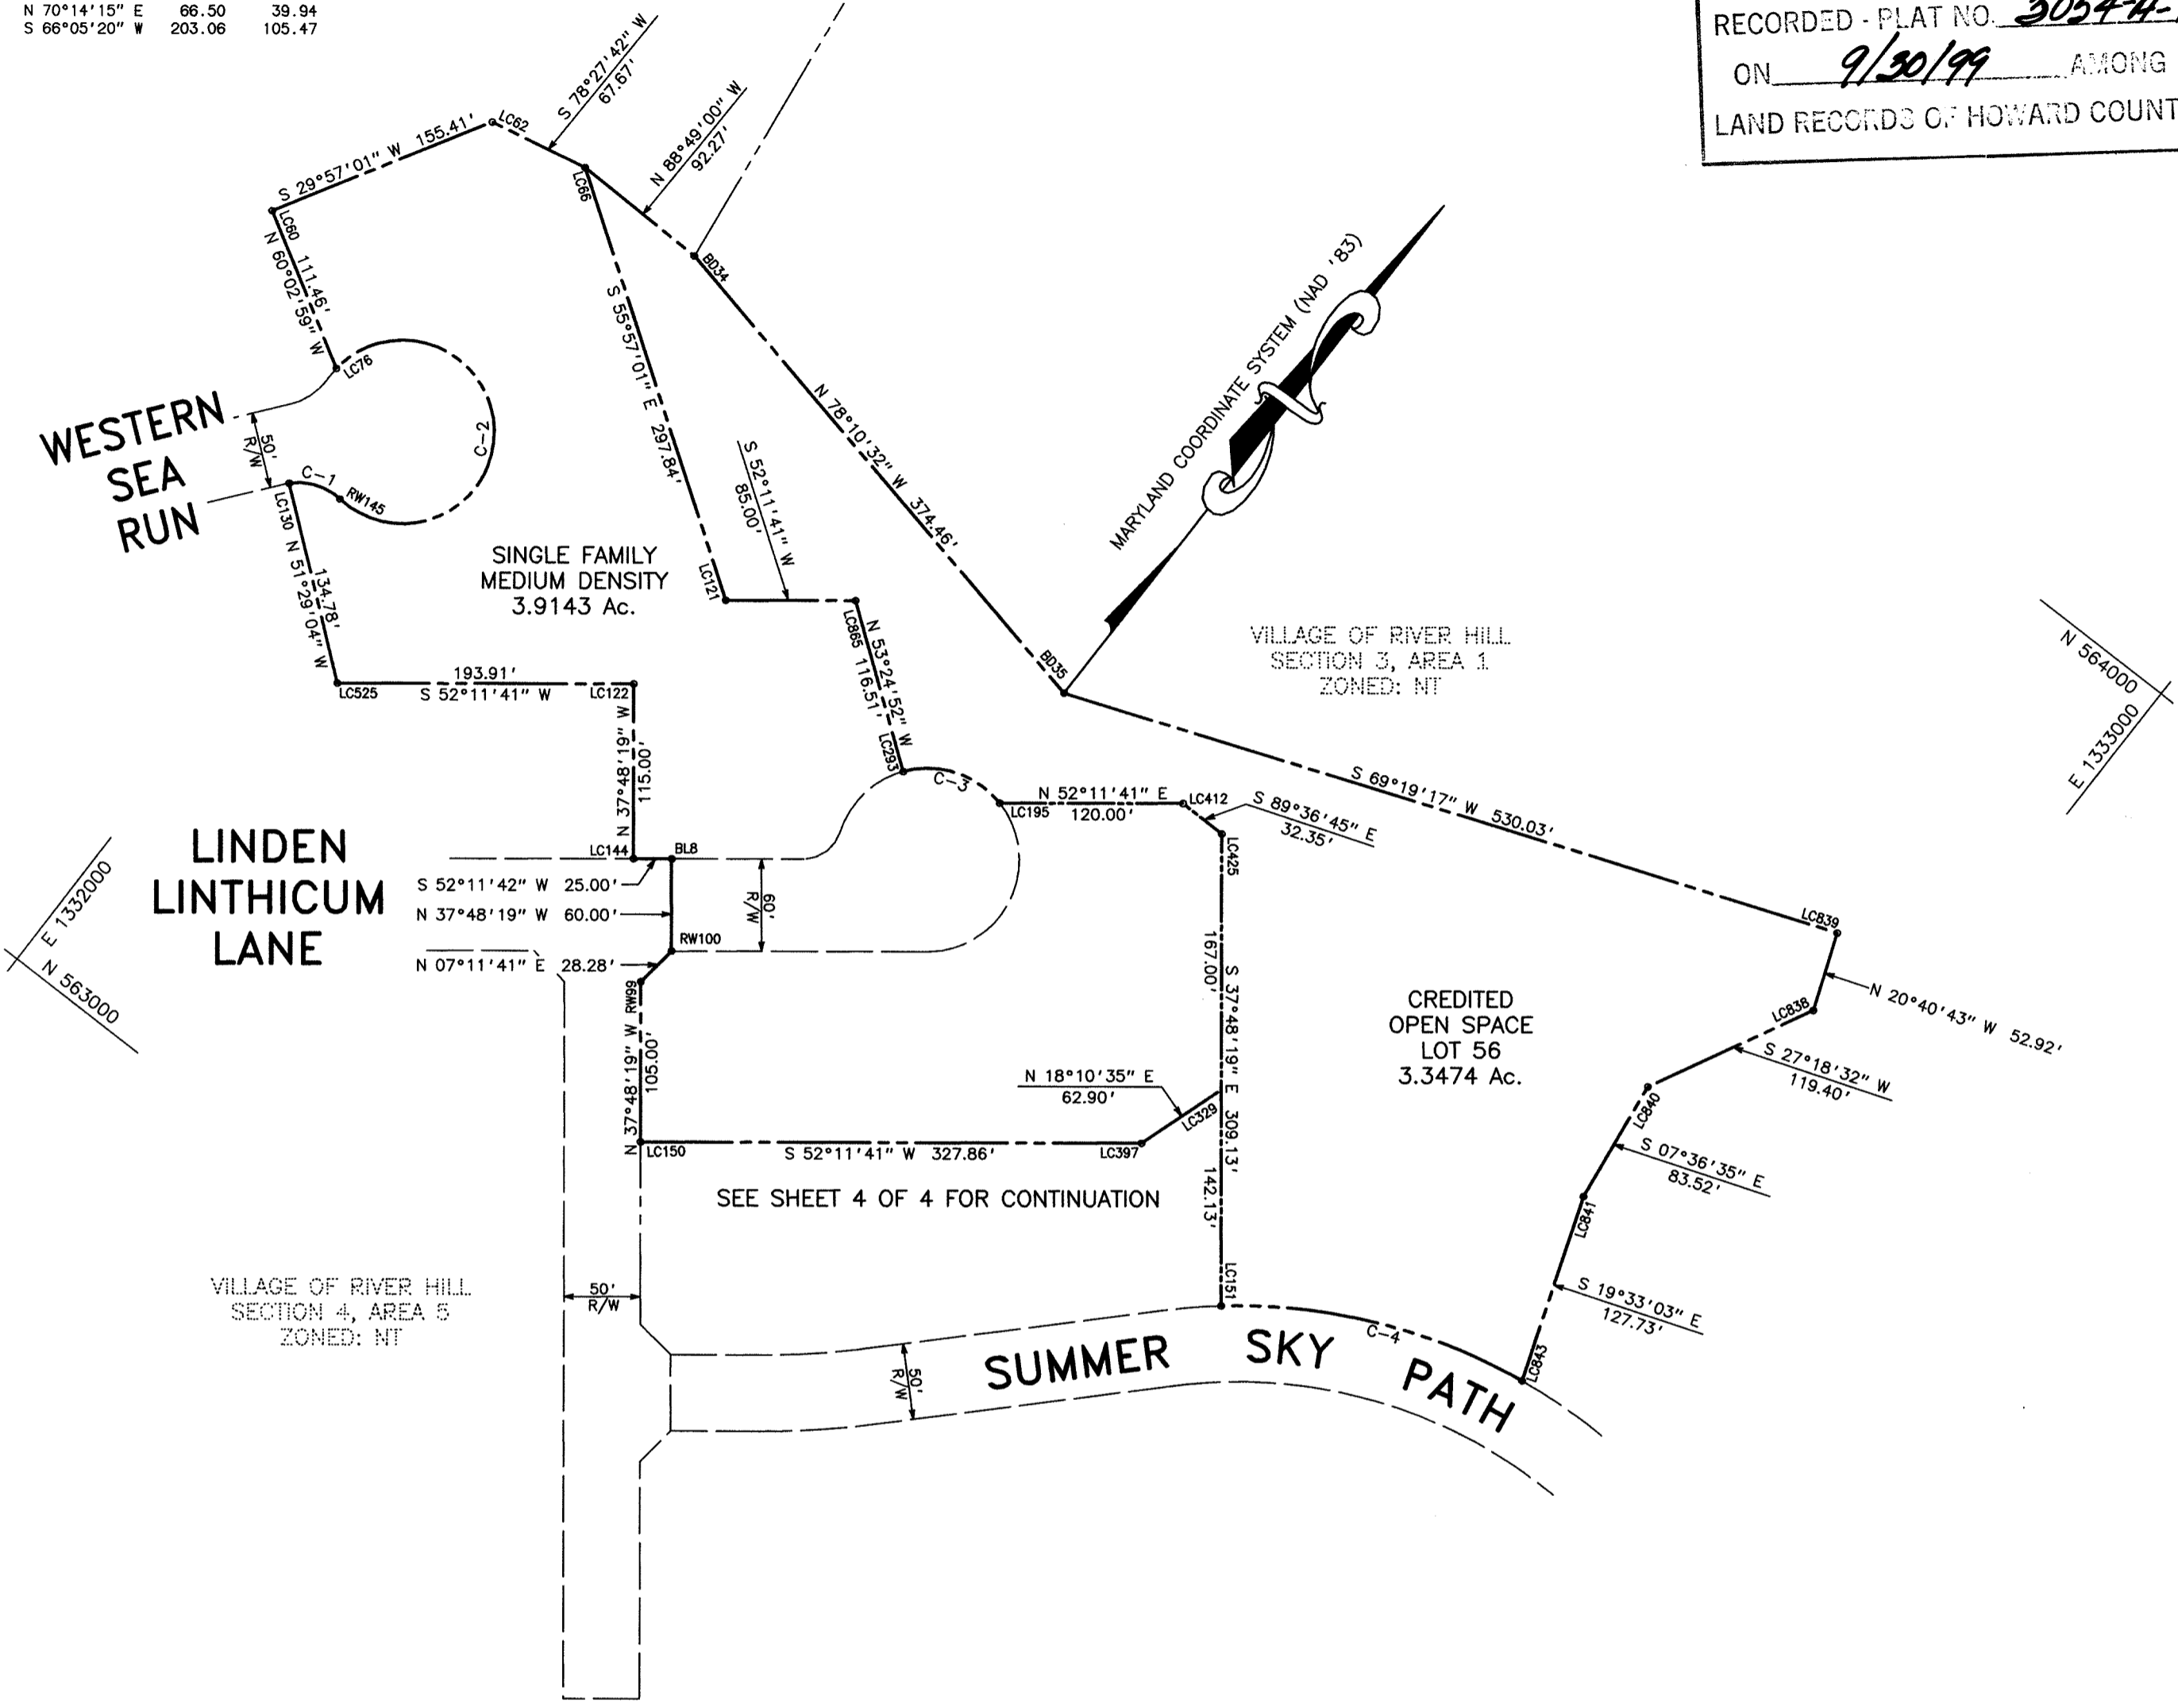 N 70°14'15" E 66.50 39.94
S 66°05'20" W 203.06 105.47
RECORDED - PLAT NO.
ON 9/30/99 AMONG
LAND RECORDS OF HOWARD COUNT
S 78°27'42" W
67.67'
N 88°49'00" W
92.27'
LC62
S 29°57'01" W 155.41'
LC66
LC60
N 60°02'59" W
111.46'
BD34
LC76
S 55°57'01" E 297.84'
N 78°10'32" W 374.46'
MARYLAND COORDINATE SYSTEM (NAD '83)
WESTERN
SEA
RUN
50'
R/W
C-2
C-1
RW145
LC130
N 51°29'04" W
134.78'
S 52°11'41" W
85.00'
SINGLE FAMILY
MEDIUM DENSITY
3.9143 Ac.
LC121
LC865
N 53°24'52" W
116.51'
LC293
BD35
VILLAGE OF RIVER HILL
SECTION 3, AREA 1
ZONED: NT
N 564000
E 1333000
193.91'
S 52°11'41" W
LC525
LC122
N 37°48'19" W
115.00'
C-3
N 52°11'41" E
120.00'
LC195
LC412
S 89°36'45" E
32.35'
LC425
S 69°19'17" W 530.03'
LINDEN
LINTHICUM
LANE
E 1332000
N 563000
LC144
BL8
S 52°11'42" W 25.00'
N 37°48'19" W 60.00'
RW100
N 07°11'41" E 28.28'
60'
R/W
RW99
N 37°48'19" W
105.00'
167.00'
S 37°48'19" E 309.13'
142.13'
LC839
N 20°40'43" W 52.92'
LC838
CREDITED
OPEN SPACE
LOT 56
3.3474 Ac.
S 27°18'32" W
119.40'
LC840
N 18°10'35" E
62.90'
LC329
LC150
S 52°11'41" W 327.86'
LC397
S 07°36'35" E
83.52'
LC841
SEE SHEET 4 OF 4 FOR CONTINUATION
VILLAGE OF RIVER HILL
SECTION 4, AREA 5
ZONED: NT
50'
R/W
LC151
S 19°33'03" E
127.73'
C-4
LC843
50'
R/W
SUMMER SKY PATH